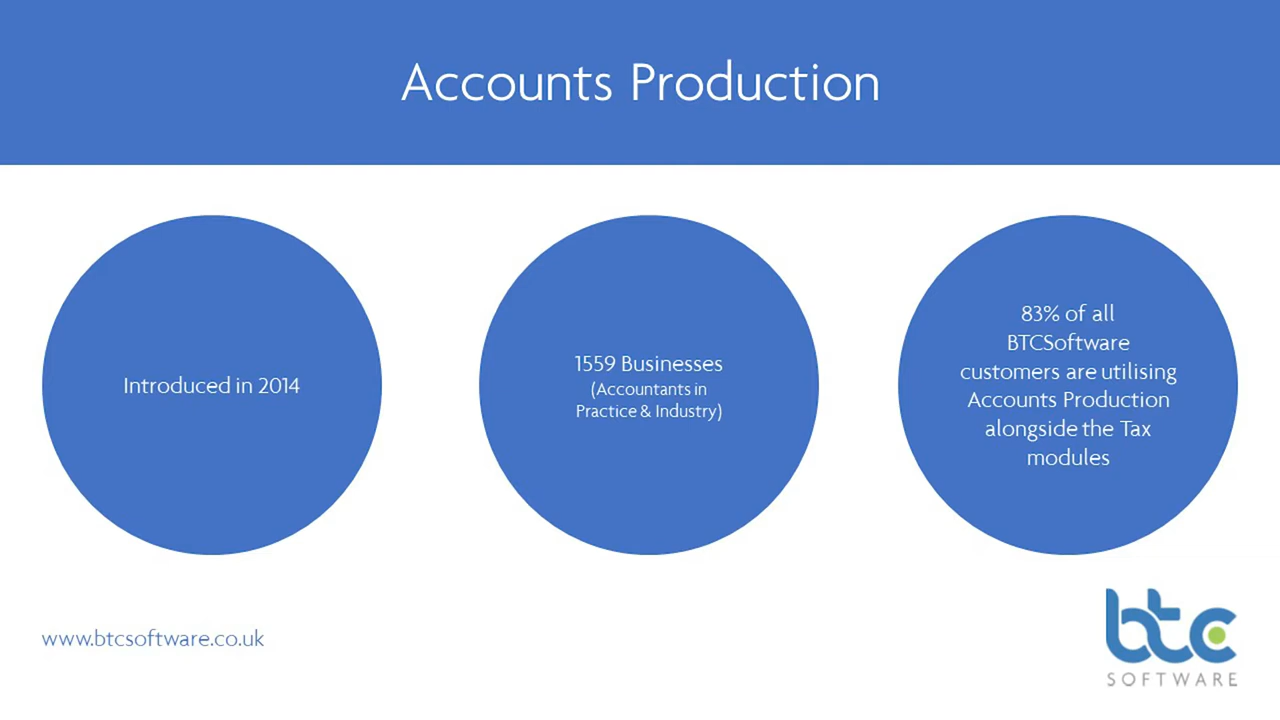 Accounts Production
Introduced in 2014
1559 Businesses
(Accountants in
Practice & Industry)
83% of all
BTCSoftware
customers are utilising
Accounts Production
alongside the Tax
modules
www.btcsoftware.co.uk
btc
SOFTWARE